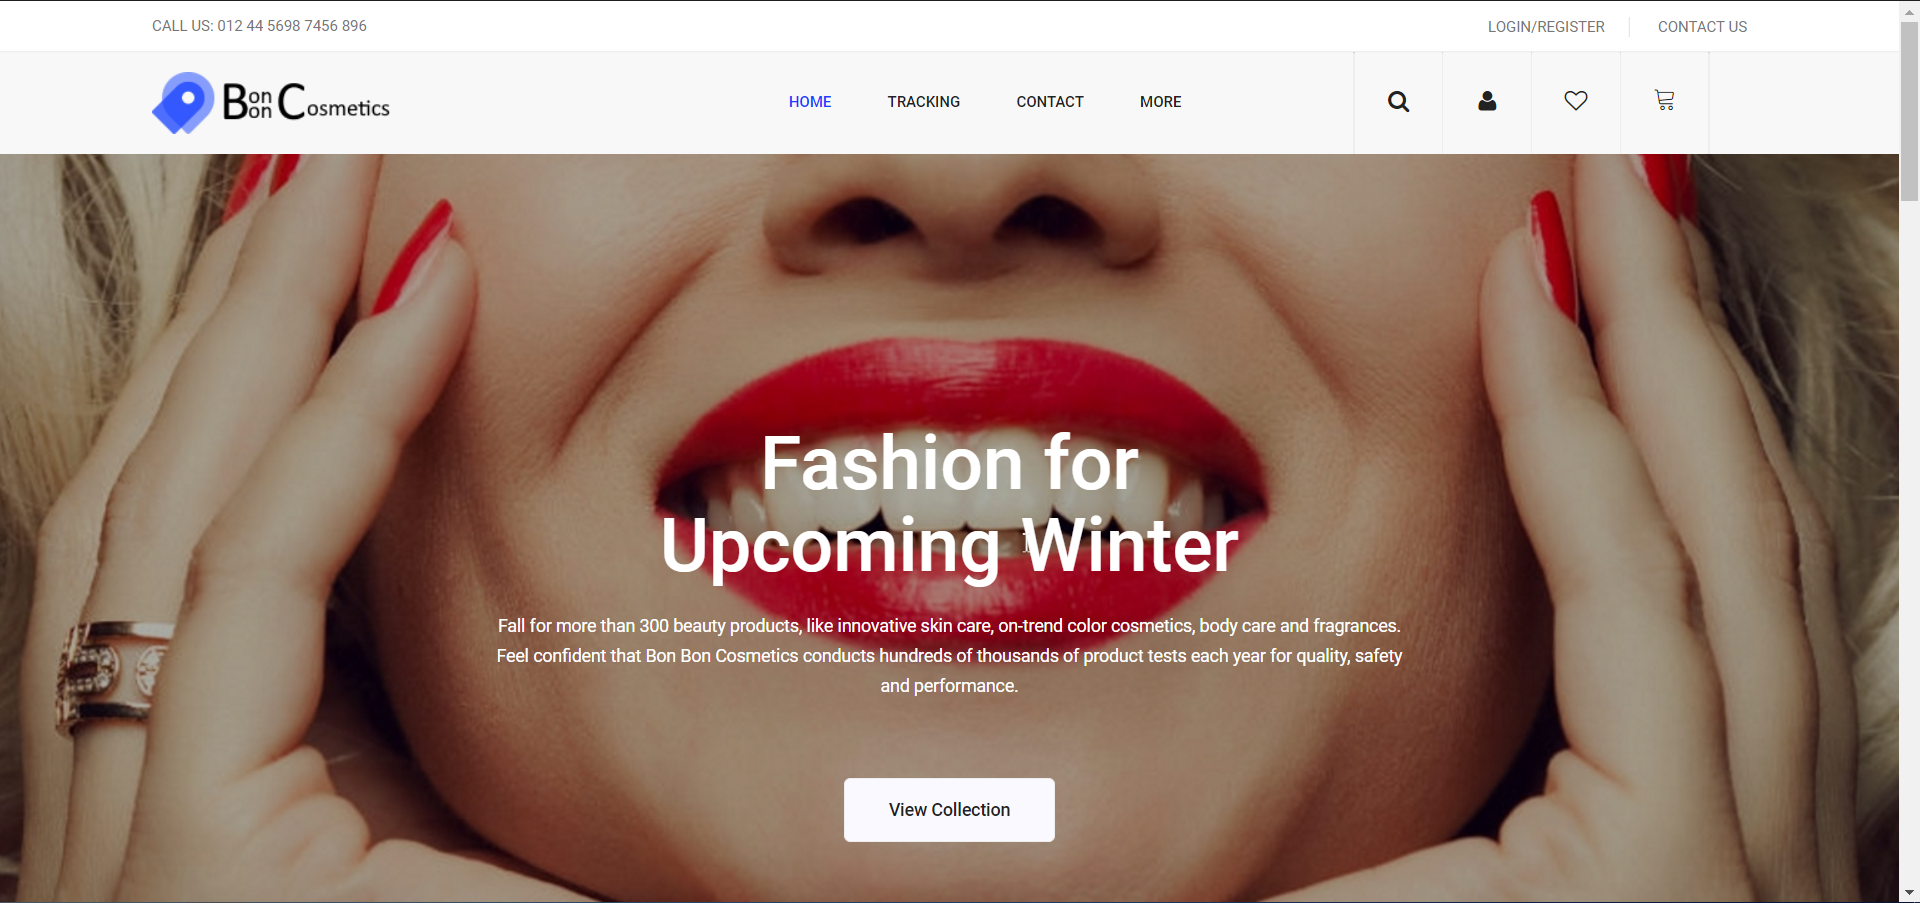 CALL US: 012 44 5698 7456 896
LOGIN/REGISTER
CONTACT US
Bon Bon Cosmetics
HOME
TRACKING
CONTACT
MORE
Fashion for
Upcoming Winter
Fall for more than 300 beauty products, like innovative skin care, on-trend color cosmetics, body care and fragrances.
Feel confident that Bon Bon Cosmetics conducts hundreds of thousands of product tests each year for quality, safety
and performance.
View Collection